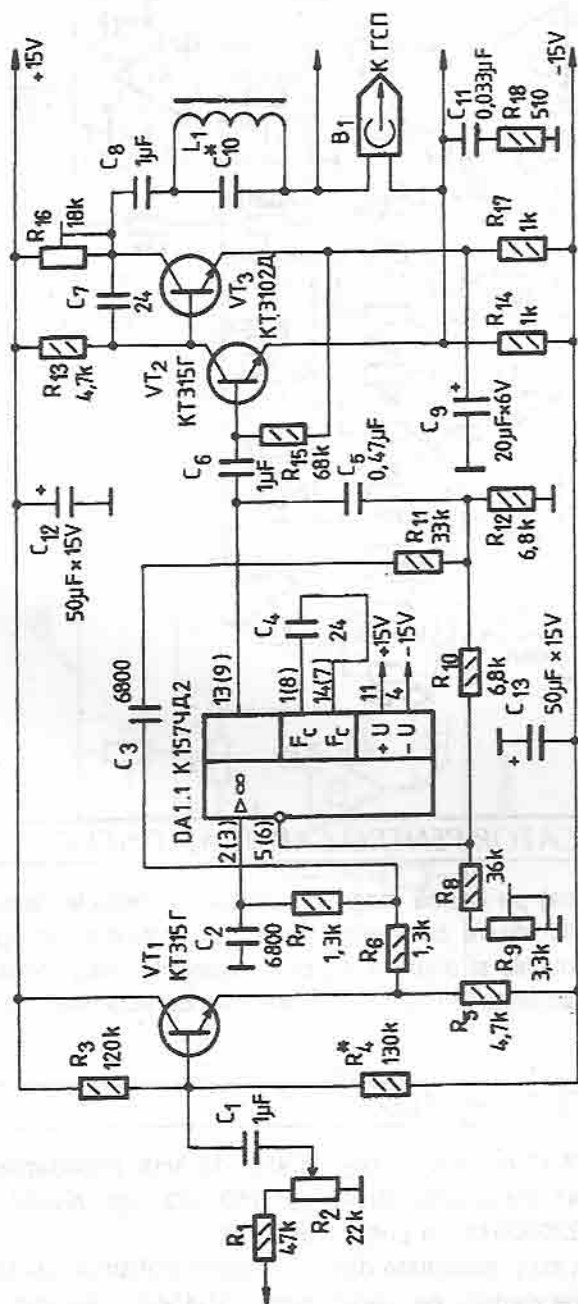 +15V
R16
18k
C8
1µF
L1
C10*
B1
К ГСП
C11
0,033µF
R18
510
-15V
R13
4,7k
C7
24
VT3
КТ3102Д
VT2
КТ315Г
R17
1k
R14
1k
C12
50µF×15V
+
C6
1µF
R15
68k
C5
0,47µF
C9
20µF×6V
+
R11
33k
R12
6,8k
C3
6800
DA1.1 К157УД2
13(9)
▷∞
2(3)
5(6)
FC
FC
+U
-U
1(8)
14(7)
11
4
C4
24
+15V
-15V
R10
6,8k
C13
50µF×15V
+
VT1
КТ315Г
C2
6800
R7
1,3k
R6
1,3k
R8
36k
R9
3,3k
R5
4,7k
R3
120k
R4*
130k
C1
1µF
R1
47k
R2
22k